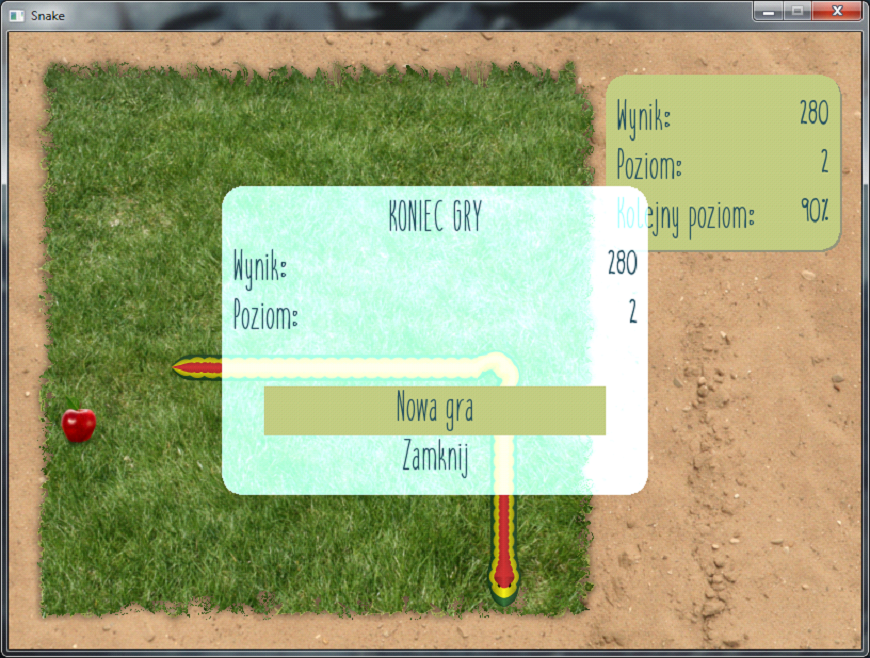 Snake
Wynik: 280
Poziom: 2
Kolejny poziom: 90%
KONIEC GRY
Wynik: 280
Poziom: 2
Nowa gra
Zamknij